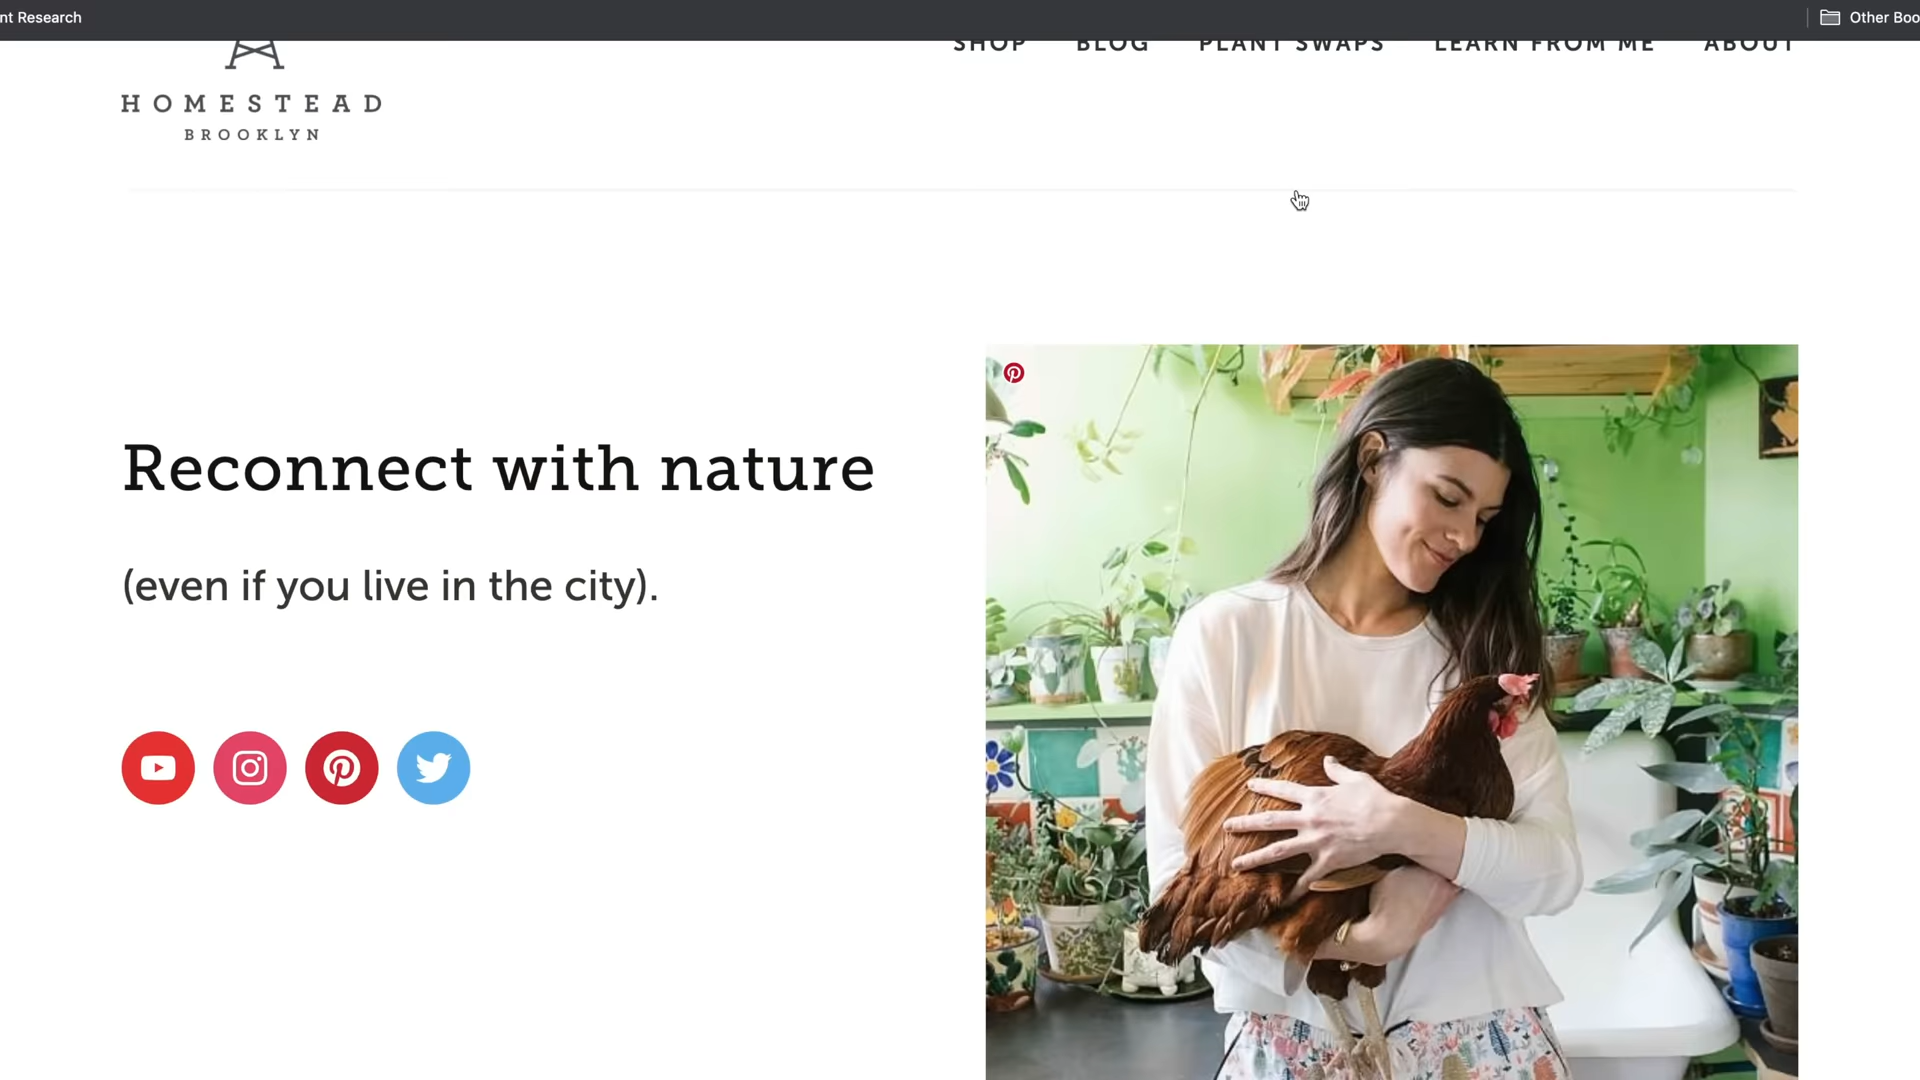 nt Research
Other Boo
SHOP BLOG PLANT SWAPS LEARN FROM ME ABOUT
HOMESTEAD
BROOKLYN
Reconnect with nature
(even if you live in the city).